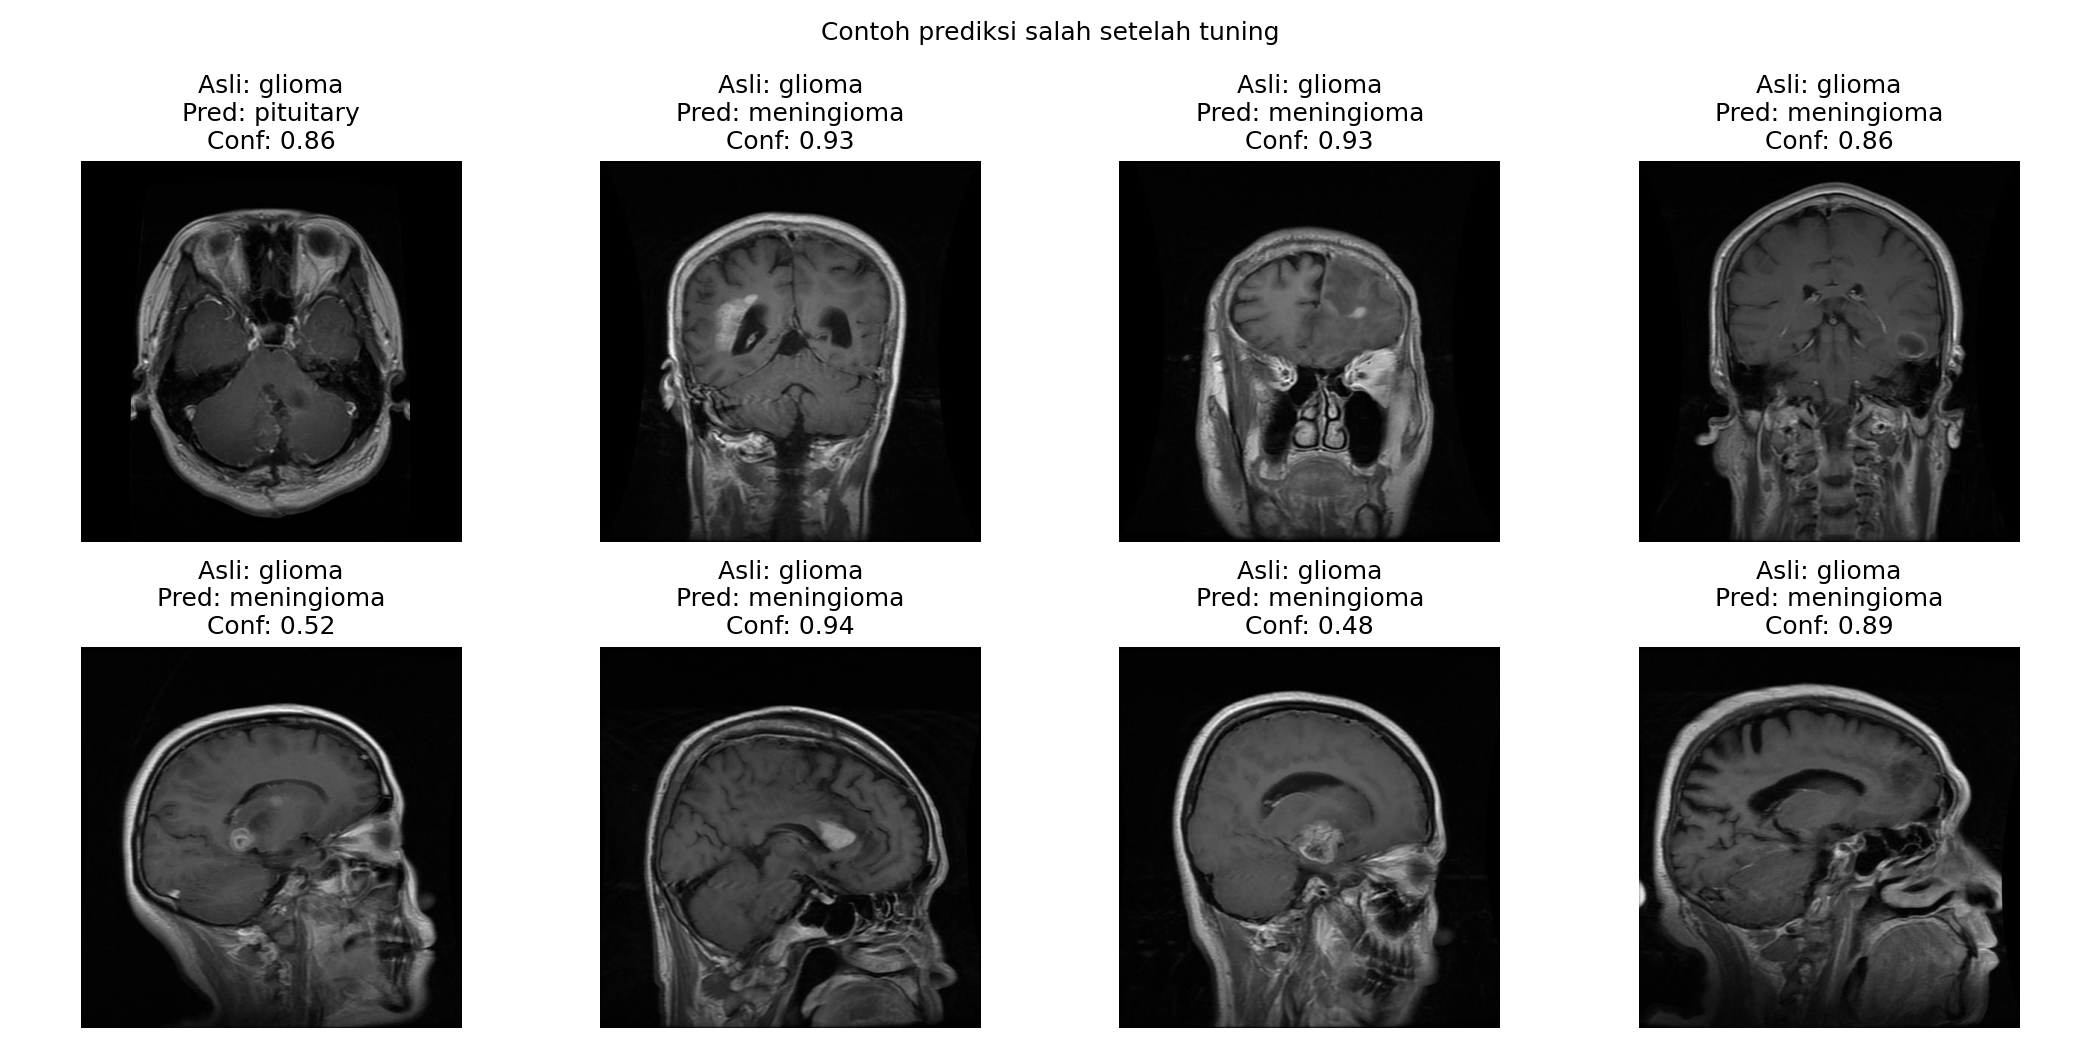 Contoh prediksi salah setelah tuning
Asli: glioma
Pred: pituitary
Conf: 0.86
Asli: glioma
Pred: meningioma
Conf: 0.93
Asli: glioma
Pred: meningioma
Conf: 0.93
Asli: glioma
Pred: meningioma
Conf: 0.86
Asli: glioma
Pred: meningioma
Conf: 0.52
Asli: glioma
Pred: meningioma
Conf: 0.94
Asli: glioma
Pred: meningioma
Conf: 0.48
Asli: glioma
Pred: meningioma
Conf: 0.89